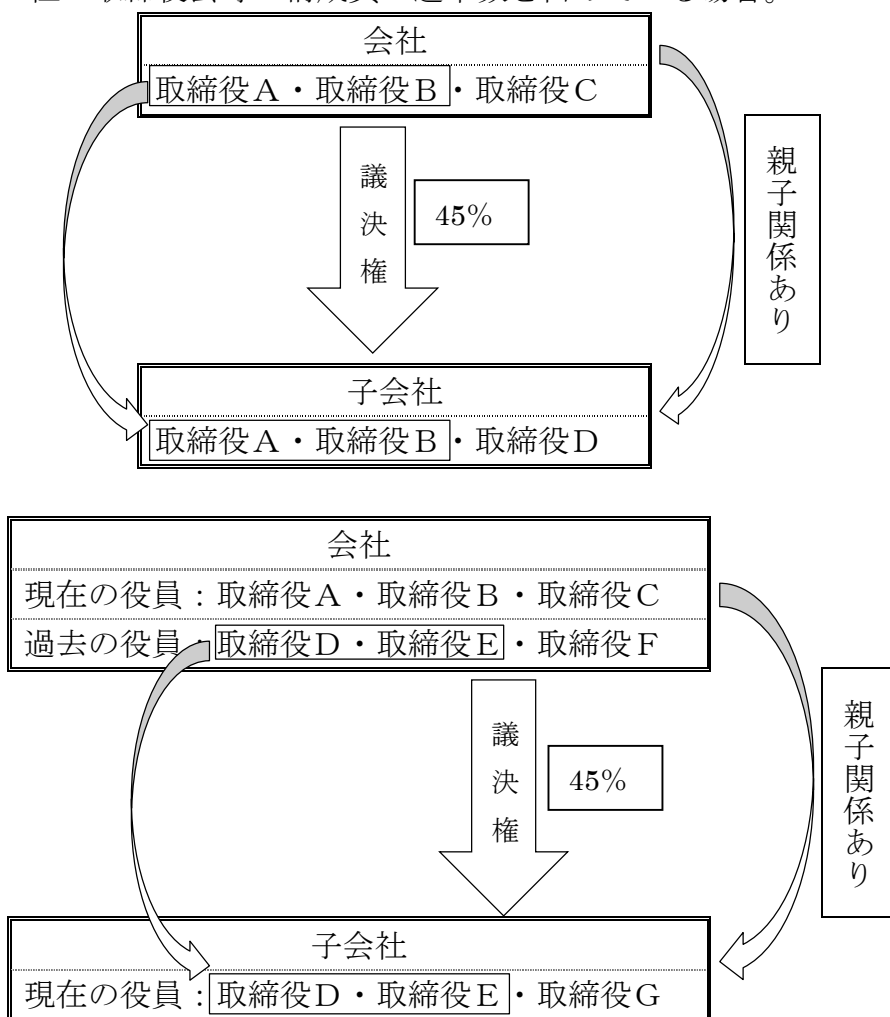 会社
取締役A・取締役B・取締役C
議決権
45%
親子関係あり
子会社
取締役A・取締役B・取締役D
会社
現在の役員：取締役A・取締役B・取締役C
過去の役員：取締役D・取締役E・取締役F
議決権
45%
親子関係あり
子会社
現在の役員：取締役D・取締役E・取締役G